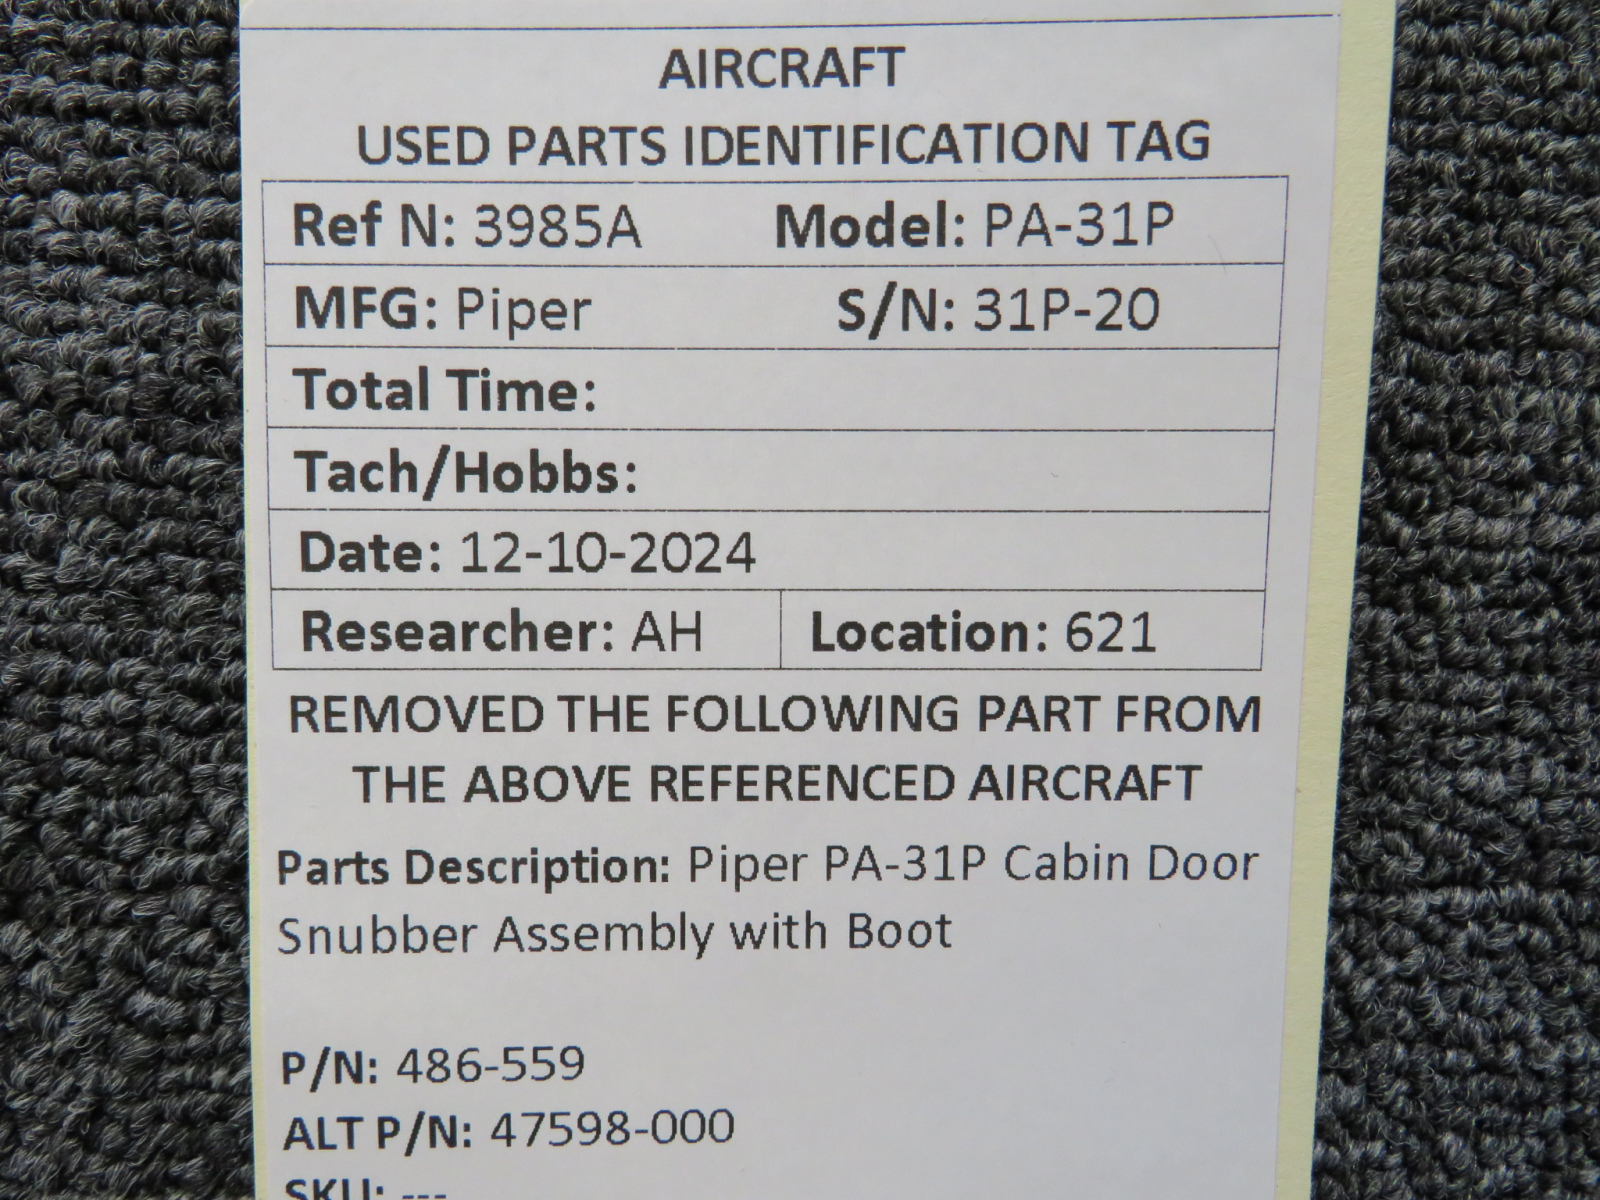 AIRCRAFT
USED PARTS IDENTIFICATION TAG
Ref N: 3985A Model: PA-31P
MFG: Piper S/N: 31P-20
Total Time:
Tach/Hobbs:
Date: 12-10-2024
Researcher: AH Location: 621
REMOVED THE FOLLOWING PART FROM
THE ABOVE REFERENCED AIRCRAFT
Parts Description: Piper PA-31P Cabin Door
Snubber Assembly with Boot
P/N: 486-559
ALT P/N: 47598-000
SKU: ---